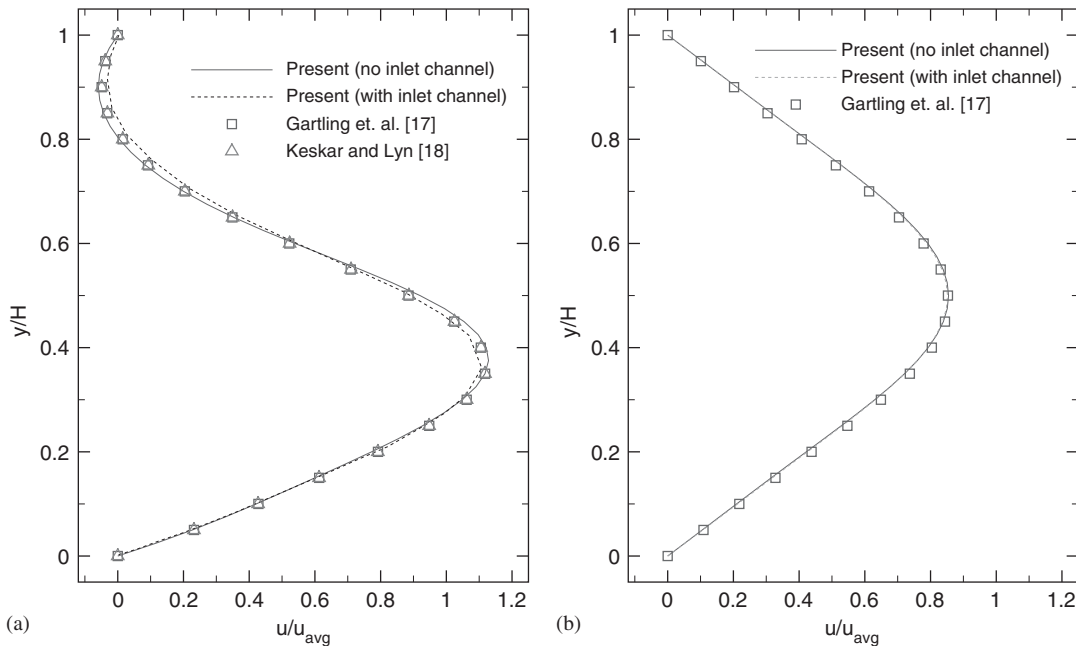 1
0.8
0.6
0.4
0.2
0
y/H
Present (no inlet channel)
Present (with inlet channel)
Gartling et. al. [17]
Keskar and Lyn [18]
0 0.2 0.4 0.6 0.8 1 1.2
u/uavg
(a)
1
0.8
0.6
0.4
0.2
0
y/H
Present (no inlet channel)
Present (with inlet channel)
Gartling et. al. [17]
0 0.2 0.4 0.6 0.8 1 1.2
u/uavg
(b)